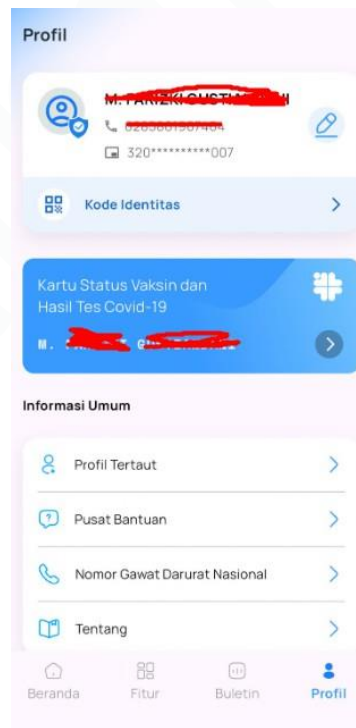 Profil
M.
320**********007
Kode Identitas
Kartu Status Vaksin dan
Hasil Tes Covid-19
M.
Informasi Umum
Profil Tertaut
Pusat Bantuan
Nomor Gawat Darurat Nasional
Tentang
Beranda Fitur Buletin Profil